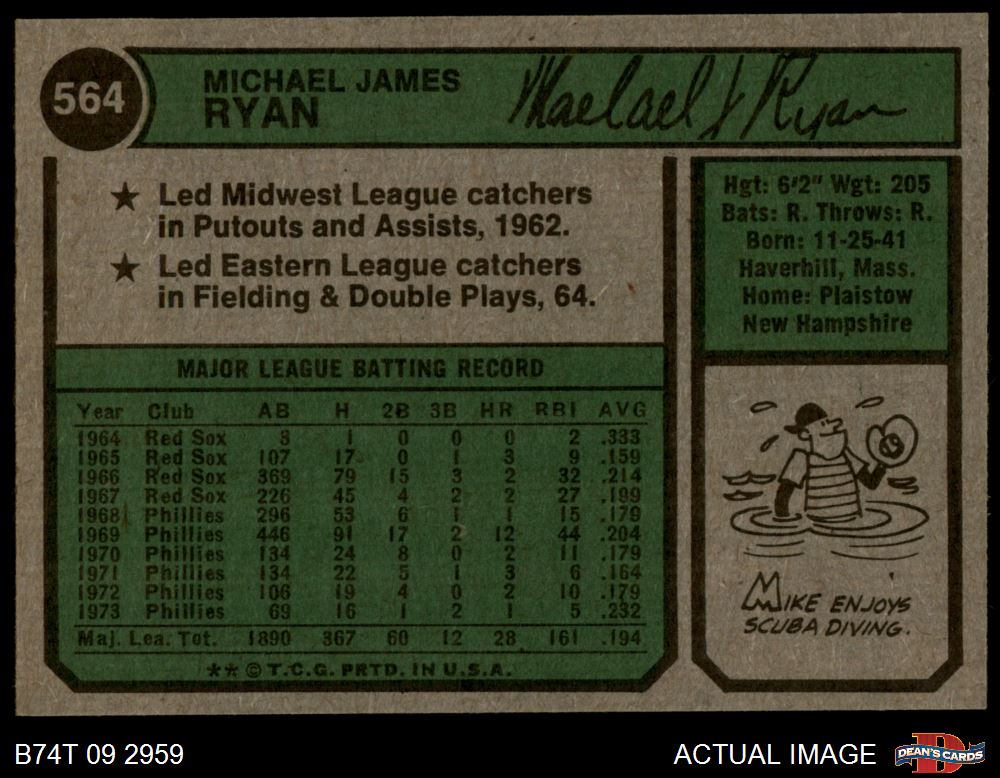 564
MICHAEL JAMES
RYAN
Michael J Ryan
★ Led Midwest League catchers
in Putouts and Assists, 1962.
★ Led Eastern League catchers
in Fielding & Double Plays, 64.
Hgt: 6'2" Wgt: 205
Bats: R. Throws: R.
Born: 11-25-41
Haverhill, Mass.
Home: Plaistow
New Hampshire
MAJOR LEAGUE BATTING RECORD
Year Club AB H 2B 3B HR RBI AVG
1964 Red Sox 3 1 0 0 0 2 .333
1965 Red Sox 107 17 0 1 3 9 .159
1966 Red Sox 369 79 15 3 2 32 .214
1967 Red Sox 226 45 4 2 2 27 .199
1968 Phillies 296 53 6 1 1 15 .179
1969 Phillies 446 91 17 2 12 44 .204
1970 Phillies 134 24 8 0 2 11 .179
1971 Phillies 134 22 5 1 3 6 .164
1972 Phillies 106 19 4 0 2 10 .179
1973 Phillies 69 16 1 2 1 5 .232
Maj. Lea. Tot. 1890 367 60 12 28 161 .194
** © T.C.G. PRTD. IN U.S.A.
MIKE ENJOYS
SCUBA DIVING.
B74T 09 2959
ACTUAL IMAGE
DEAN'S CARDS